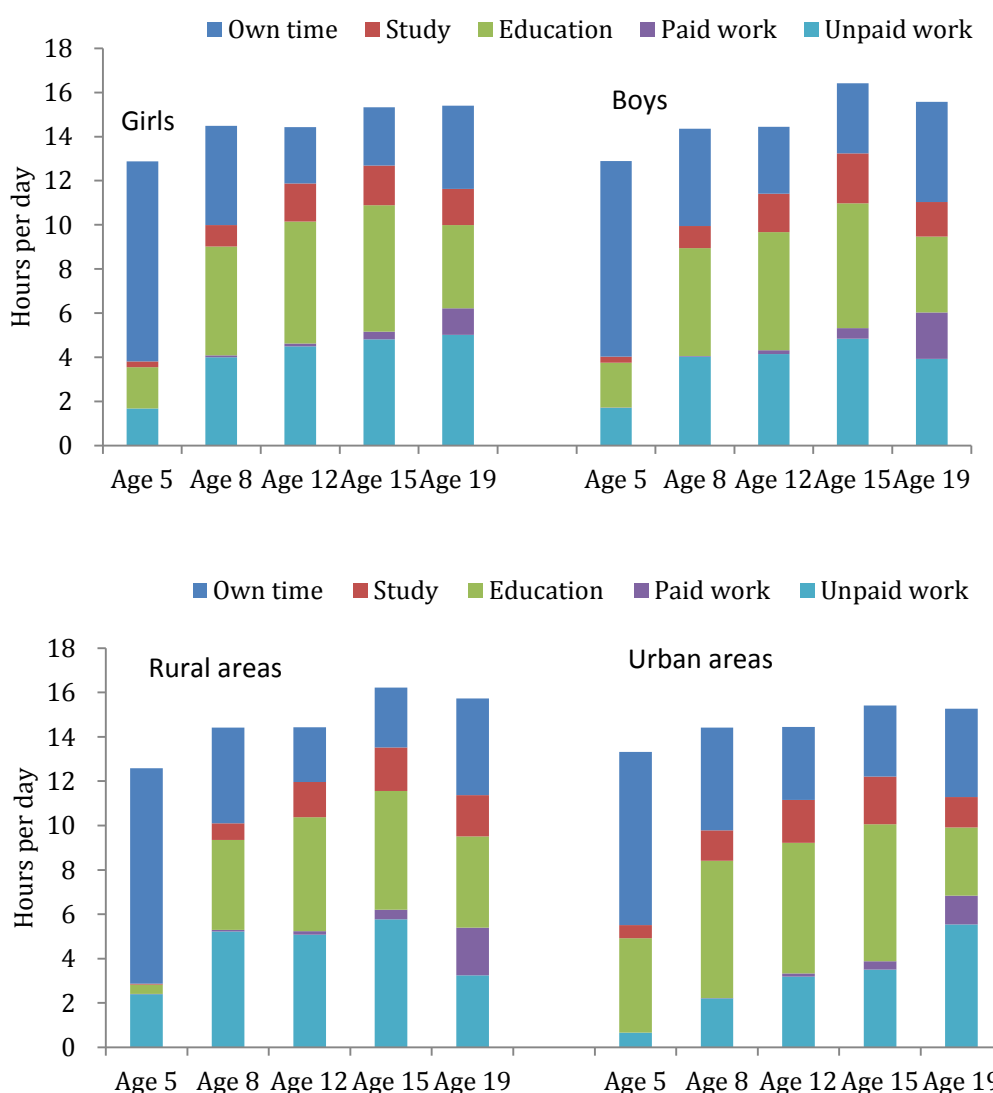 Own time Study Education Paid work Unpaid work
18
16
14
12
10
8
6
4
2
0
Hours per day
Girls
Boys
Age 5 Age 8 Age 12 Age 15 Age 19 Age 5 Age 8 Age 12 Age 15 Age 19
Own time Study Education Paid work Unpaid work
18
16
14
12
10
8
6
4
2
0
Hours per day
Rural areas
Urban areas
Age 5 Age 8 Age 12 Age 15 Age 19 Age 5 Age 8 Age 12 Age 15 Age 19